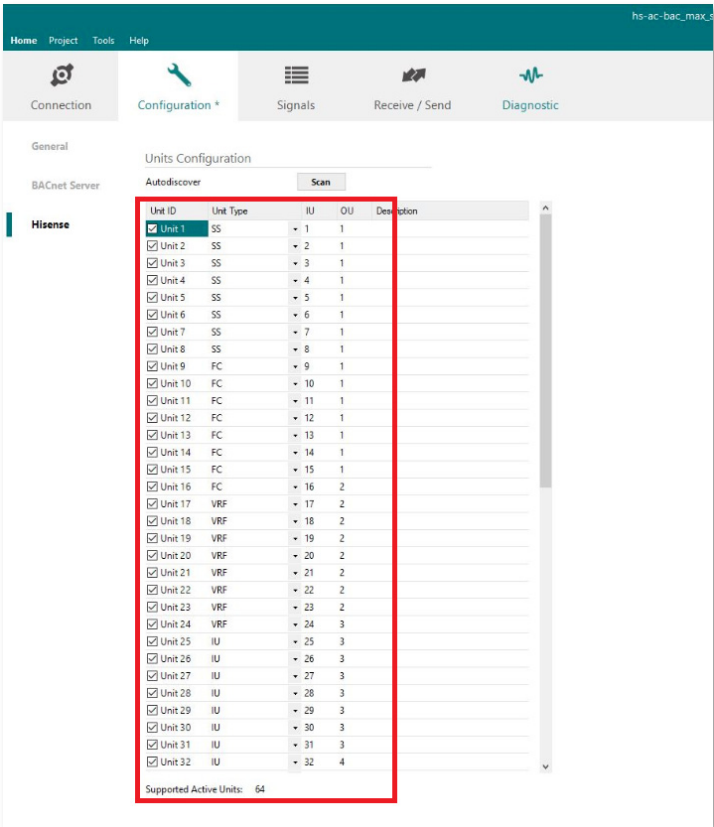 hs-ac-bac_max_s
Home Project Tools Help
Connection Configuration * Signals Receive / Send Diagnostic
General
BACnet Server
Hisense
Units Configuration
Autodiscover Scan
Unit ID Unit Type IU OU Description
Unit 1 SS 1 1
Unit 2 SS 2 1
Unit 3 SS 3 1
Unit 4 SS 4 1
Unit 5 SS 5 1
Unit 6 SS 6 1
Unit 7 SS 7 1
Unit 8 SS 8 1
Unit 9 FC 9 1
Unit 10 FC 10 1
Unit 11 FC 11 1
Unit 12 FC 12 1
Unit 13 FC 13 1
Unit 14 FC 14 1
Unit 15 FC 15 1
Unit 16 FC 16 2
Unit 17 VRF 17 2
Unit 18 VRF 18 2
Unit 19 VRF 19 2
Unit 20 VRF 20 2
Unit 21 VRF 21 2
Unit 22 VRF 22 2
Unit 23 VRF 23 2
Unit 24 VRF 24 3
Unit 25 IU 25 3
Unit 26 IU 26 3
Unit 27 IU 27 3
Unit 28 IU 28 3
Unit 29 IU 29 3
Unit 30 IU 30 3
Unit 31 IU 31 3
Unit 32 IU 32 4
Supported Active Units: 64